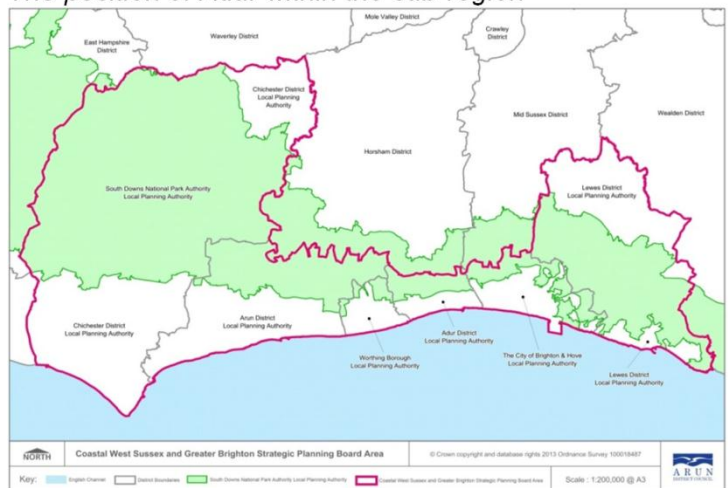 Mole Valley District
East Hampshire
District
Waverley District
Crawley
District
Chichester District
Local Planning
Authority
Mid Sussex District
Wealden District
Horsham District
South Downs National Park Authority
Local Planning Authority
Lewes District
Local Planning Authority
Chichester District
Local Planning Authority
Arun District
Local Planning Authority
Adur District
Local Planning Authority
Worthing Borough
Local Planning Authority
The City of Brighton & Hove
Local Planning Authority
Lewes District
Local Planning Authority
NORTH
Coastal West Sussex and Greater Brighton Strategic Planning Board Area
© Crown copyright and database rights 2013 Ordnance Survey 100018487
Key:
English Channel
District Boundaries
South Downs National Park Authority Local Planning Authority
Coastal West Sussex and Greater Brighton Strategic Planning Board Area
Scale : 1:200,000 @ A3
ARUN
DISTRICT COUNCIL